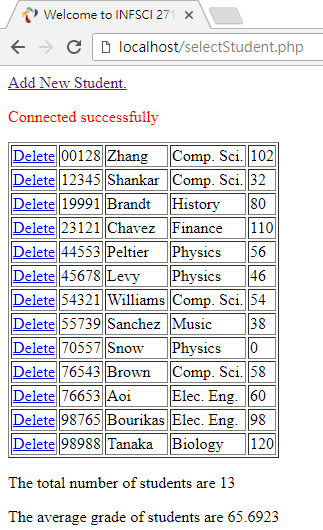 Welcome to INFSCI 271
localhost/selectStudent.php
Add New Student.
Connected successfully
Delete 00128 Zhang Comp. Sci. 102
Delete 12345 Shankar Comp. Sci. 32
Delete 19991 Brandt History 80
Delete 23121 Chavez Finance 110
Delete 44553 Peltier Physics 56
Delete 45678 Levy Physics 46
Delete 54321 Williams Comp. Sci. 54
Delete 55739 Sanchez Music 38
Delete 70557 Snow Physics 0
Delete 76543 Brown Comp. Sci. 58
Delete 76653 Aoi Elec. Eng. 60
Delete 98765 Bourikas Elec. Eng. 98
Delete 98988 Tanaka Biology 120
The total number of students are 13
The average grade of students are 65.6923